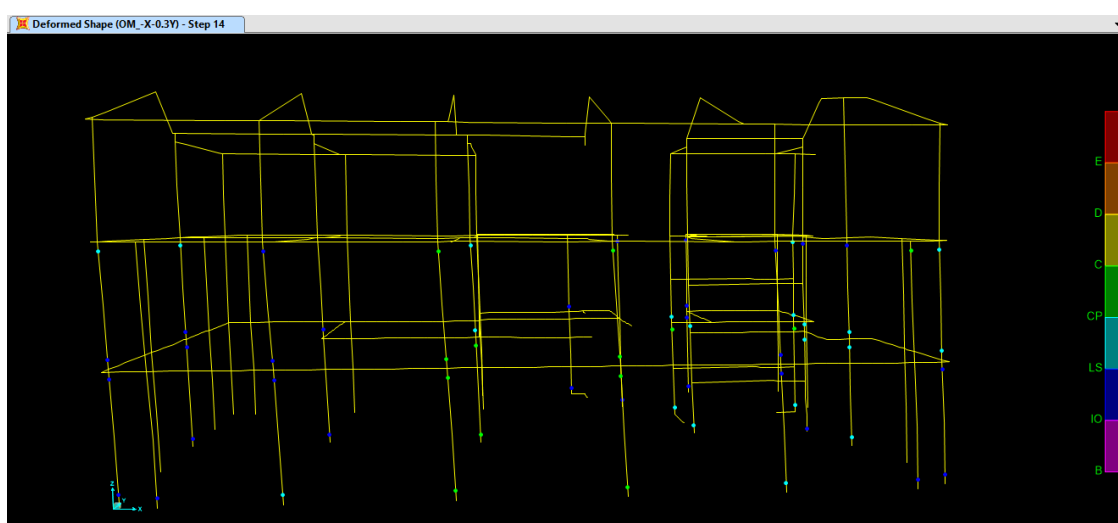 Deformed Shape (OM_-X-0.3Y) - Step 14
E
D
C
CP
LS
IO
B
Z
Y
X